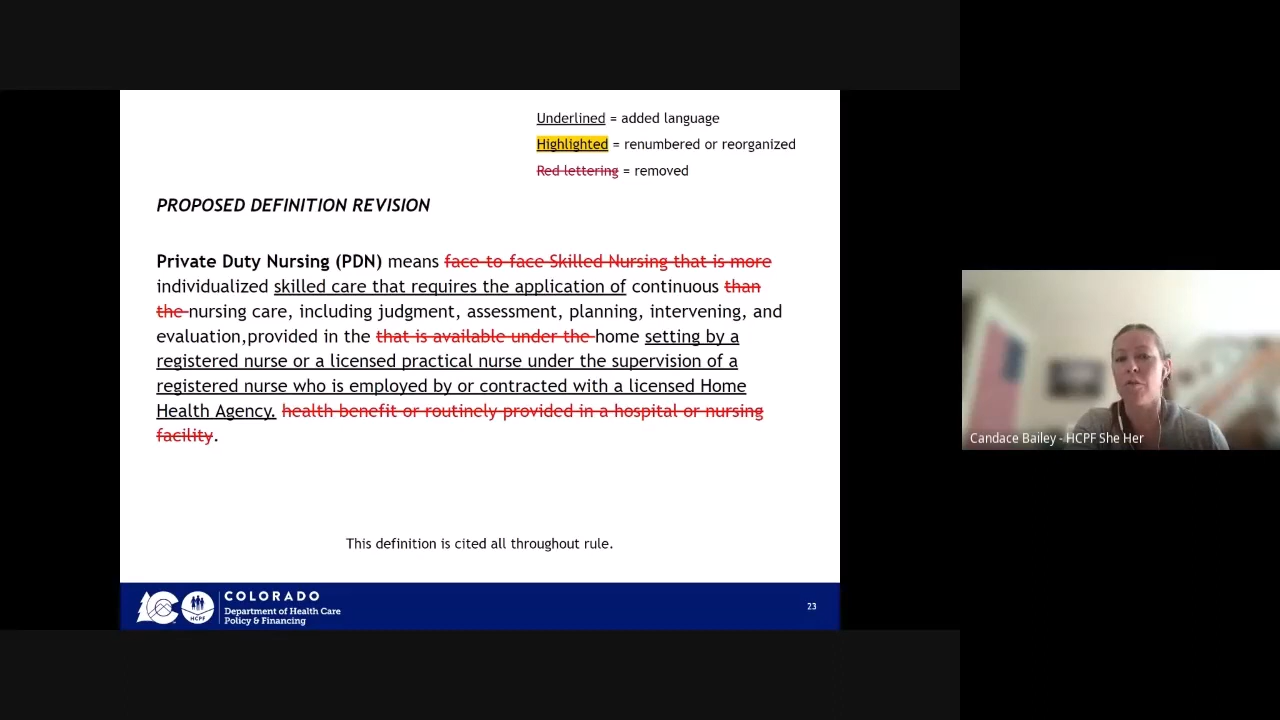 Underlined = added language
Highlighted = renumbered or reorganized
Red lettering = removed
PROPOSED DEFINITION REVISION
Private Duty Nursing (PDN) means face-to-face Skilled Nursing that is more
individualized skilled care that requires the application of continuous than
the nursing care, including judgment, assessment, planning, intervening, and
evaluation,provided in the that is available under the home setting by a
registered nurse or a licensed practical nurse under the supervision of a
registered nurse who is employed by or contracted with a licensed Home
Health Agency. health benefit or routinely provided in a hospital or nursing
facility.
This definition is cited all throughout rule.
HCPF
COLORADO
Department of Health Care
Policy & Financing
23
Candace Bailey - HCPF She Her